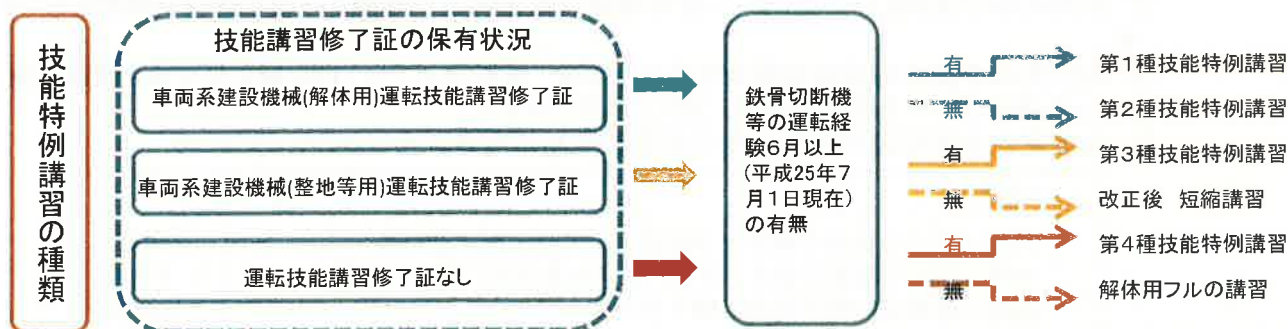 技能特例講習の種類
技能講習修了証の保有状況
車両系建設機械(解体用)運転技能講習修了証
車両系建設機械(整地等用)運転技能講習修了証
運転技能講習修了証なし
鉄骨切断機
等の運転経
験6月以上
(平成25年7
月1日現在)
の有無
有
第1種技能特例講習
無
第2種技能特例講習
有
第3種技能特例講習
無
改正後 短縮講習
有
第4種技能特例講習
無
解体用フルの講習